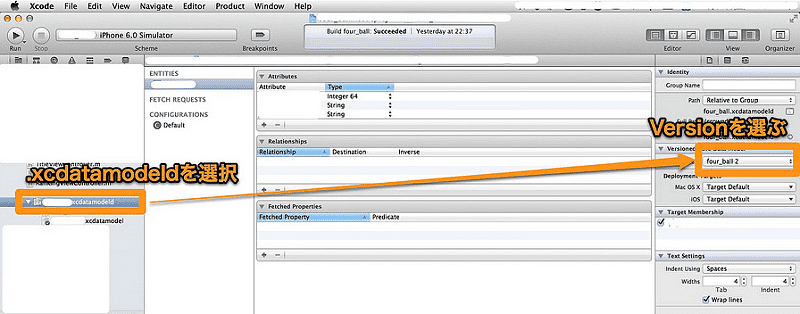 Xcode File Edit View Navigate Editor Product Window Help
iPhone 6.0 Simulator
Build four_ball: Succeeded | Yesterday at 22:37
Run Stop Scheme Breakpoints Editor View Organizer
ENTITIES
FETCH REQUESTS
CONFIGURATIONS
C Default
Attributes
Attribute Type
Integer 64
String
String
Relationships
Relationship Destination Inverse
Fetched Properties
Fetched Property Predicate
.xcdatamodeldを選択
xcdatamodeld
xcdatamodel
Identity
Group Name
Path Relative to Group
four_ball.xcdatamodeld
Versionを選ぶ
Versioned
four_ball 2
Deployment Targets
Mac OS X Target Default
iOS Target Default
Target Membership
Text Settings
Indent Using Spaces
Widths 4 4
Tab Indent
Wrap lines